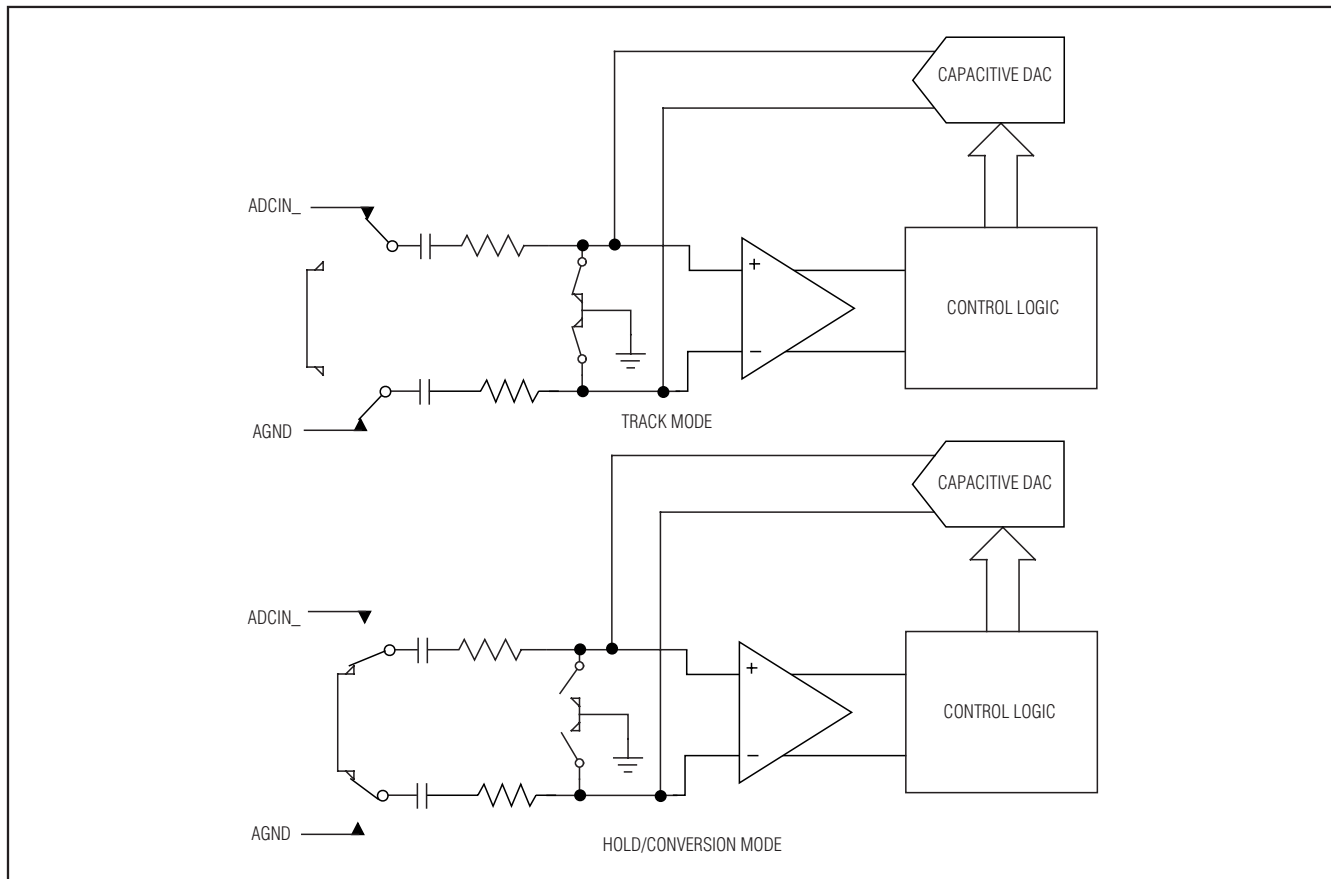 CAPACITIVE DAC
ADCIN_
+
CONTROL LOGIC
−
AGND
TRACK MODE
CAPACITIVE DAC
ADCIN_
+
CONTROL LOGIC
−
AGND
HOLD/CONVERSION MODE